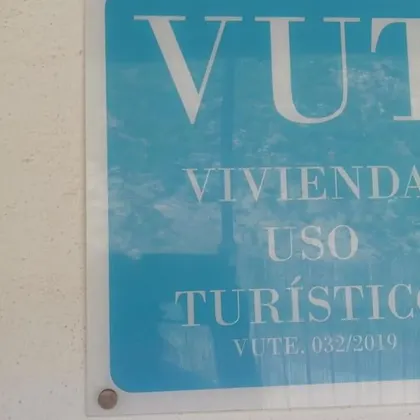 VUT
VIVIENDA
USO
TURÍSTICO
VUTE. 032/2019